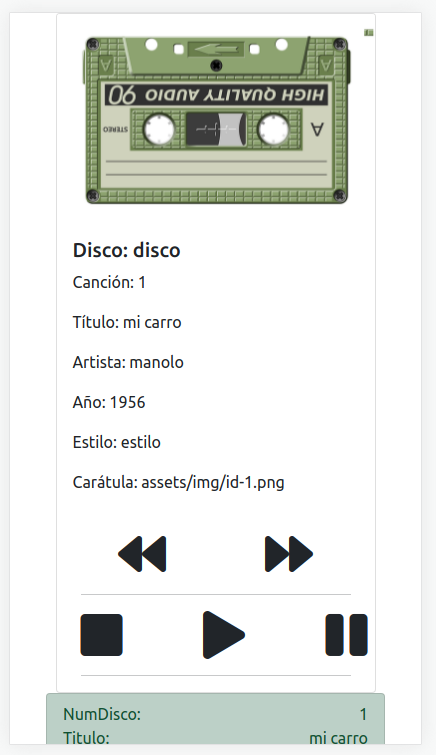 A
A
HIGH QUALITY AUDIO 90
STEREO
A
Disco: disco
Canción: 1
Título: mi carro
Artista: manolo
Año: 1956
Estilo: estilo
Carátula: assets/img/id-1.png
NumDisco: 1
Titulo: mi carro